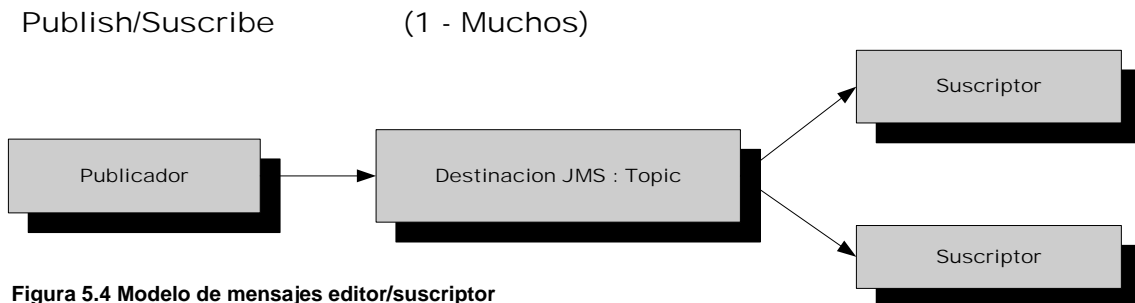 Publish/Suscribe (1 - Muchos)
Suscriptor
Publicador
Destinacion JMS : Topic
Suscriptor
Figura 5.4 Modelo de mensajes editor/suscriptor